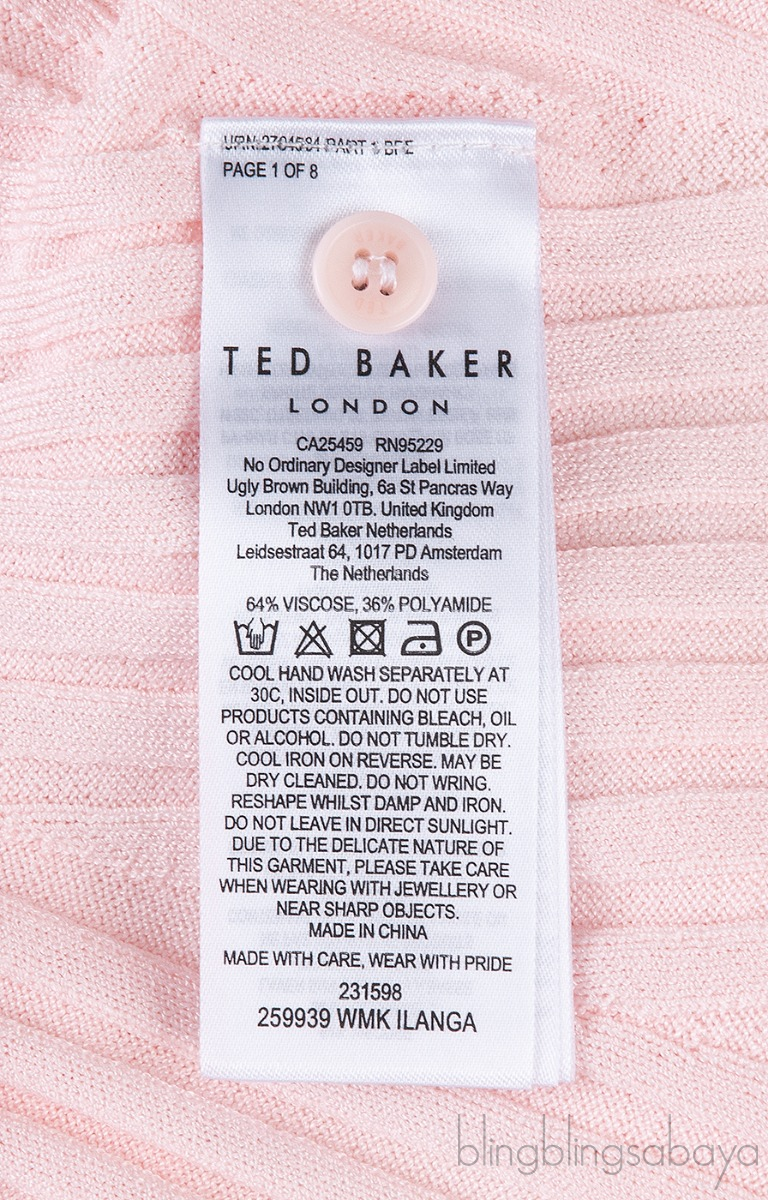 URN:2704584 PART 1 BFE
PAGE 1 OF 8
TED BAKER
LONDON
CA25459 RN95229
No Ordinary Designer Label Limited
Ugly Brown Building, 6a St Pancras Way
London NW1 0TB. United Kingdom
Ted Baker Netherlands
Leidsestraat 64, 1017 PD Amsterdam
The Netherlands
64% VISCOSE, 36% POLYAMIDE
P
COOL HAND WASH SEPARATELY AT
30C, INSIDE OUT. DO NOT USE
PRODUCTS CONTAINING BLEACH, OIL
OR ALCOHOL. DO NOT TUMBLE DRY.
COOL IRON ON REVERSE. MAY BE
DRY CLEANED. DO NOT WRING.
RESHAPE WHILST DAMP AND IRON.
DO NOT LEAVE IN DIRECT SUNLIGHT.
DUE TO THE DELICATE NATURE OF
THIS GARMENT, PLEASE TAKE CARE
WHEN WEARING WITH JEWELLERY OR
NEAR SHARP OBJECTS.
MADE IN CHINA
MADE WITH CARE, WEAR WITH PRIDE
231598
259939 WMK ILANGA
blingblingsabaya